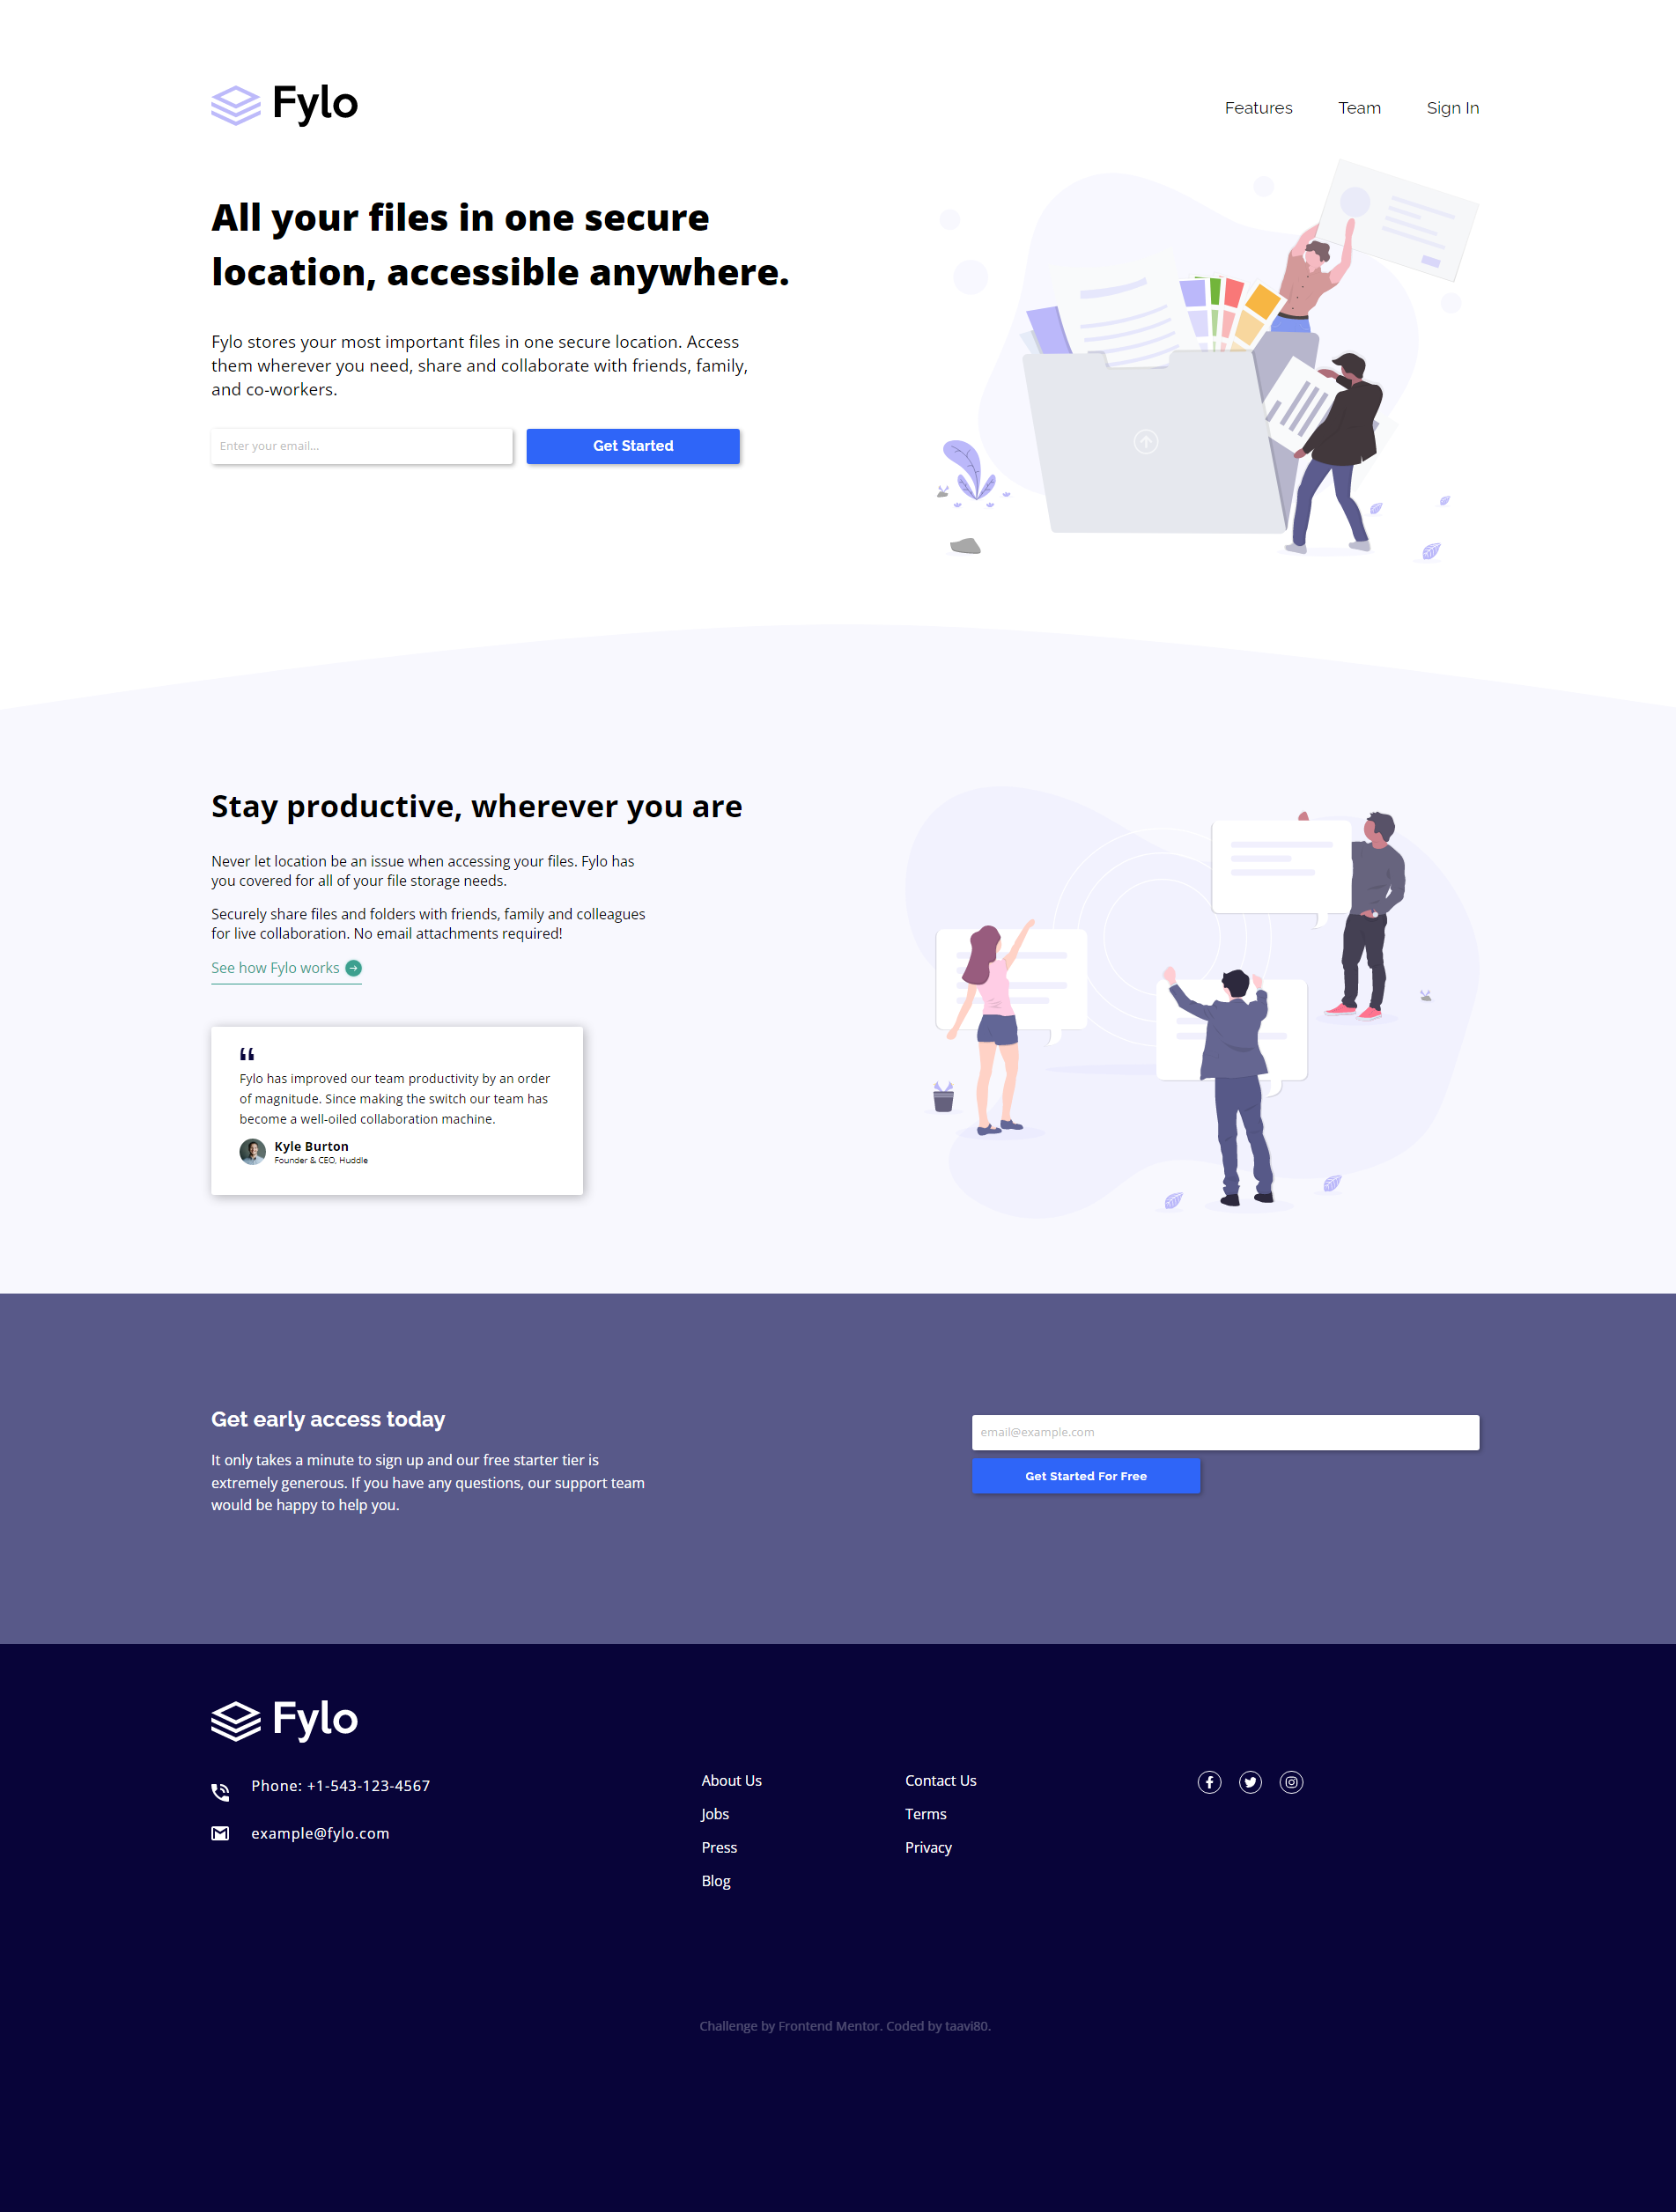 Fylo
Features
Team
Sign In
All your files in one secure
location, accessible anywhere.
Fylo stores your most important files in one secure location. Access
them wherever you need, share and collaborate with friends, family,
and co-workers.
Enter your email...
Get Started
Stay productive, wherever you are
Never let location be an issue when accessing your files. Fylo has
you covered for all of your file storage needs.
Securely share files and folders with friends, family and colleagues
for live collaboration. No email attachments required!
See how Fylo works
“
Fylo has improved our team productivity by an order
of magnitude. Since making the switch our team has
become a well-oiled collaboration machine.
Kyle Burton
Founder & CEO, Huddle
Get early access today
It only takes a minute to sign up and our free starter tier is
extremely generous. If you have any questions, our support team
would be happy to help you.
email@example.com
Get Started For Free
Fylo
Phone: +1-543-123-4567
example@fylo.com
About Us
Jobs
Press
Blog
Contact Us
Terms
Privacy
Challenge by Frontend Mentor. Coded by taavi80.